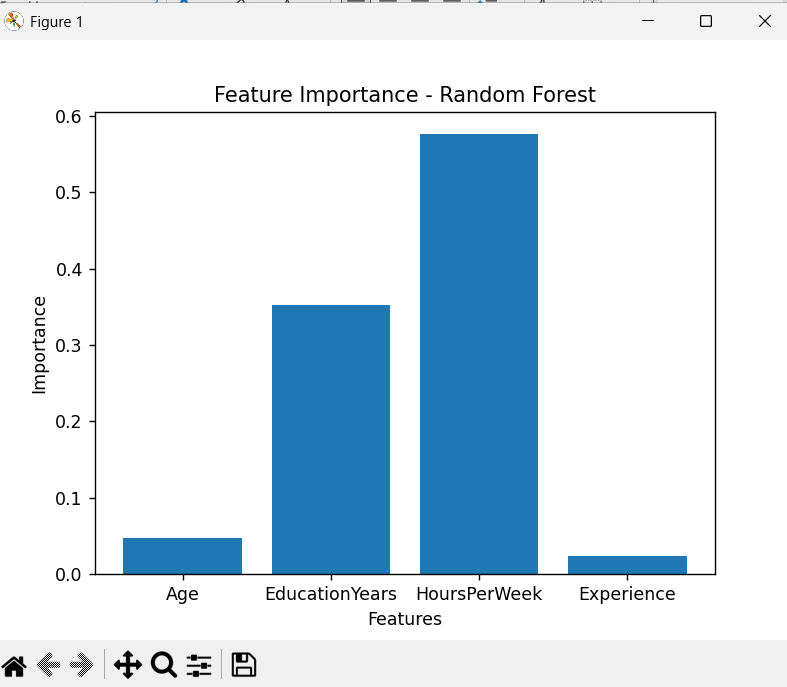 Figure 1
Feature Importance - Random Forest
0.6
0.5
0.4
0.3
0.2
0.1
0.0
Importance
Age EducationYears HoursPerWeek Experience
Features